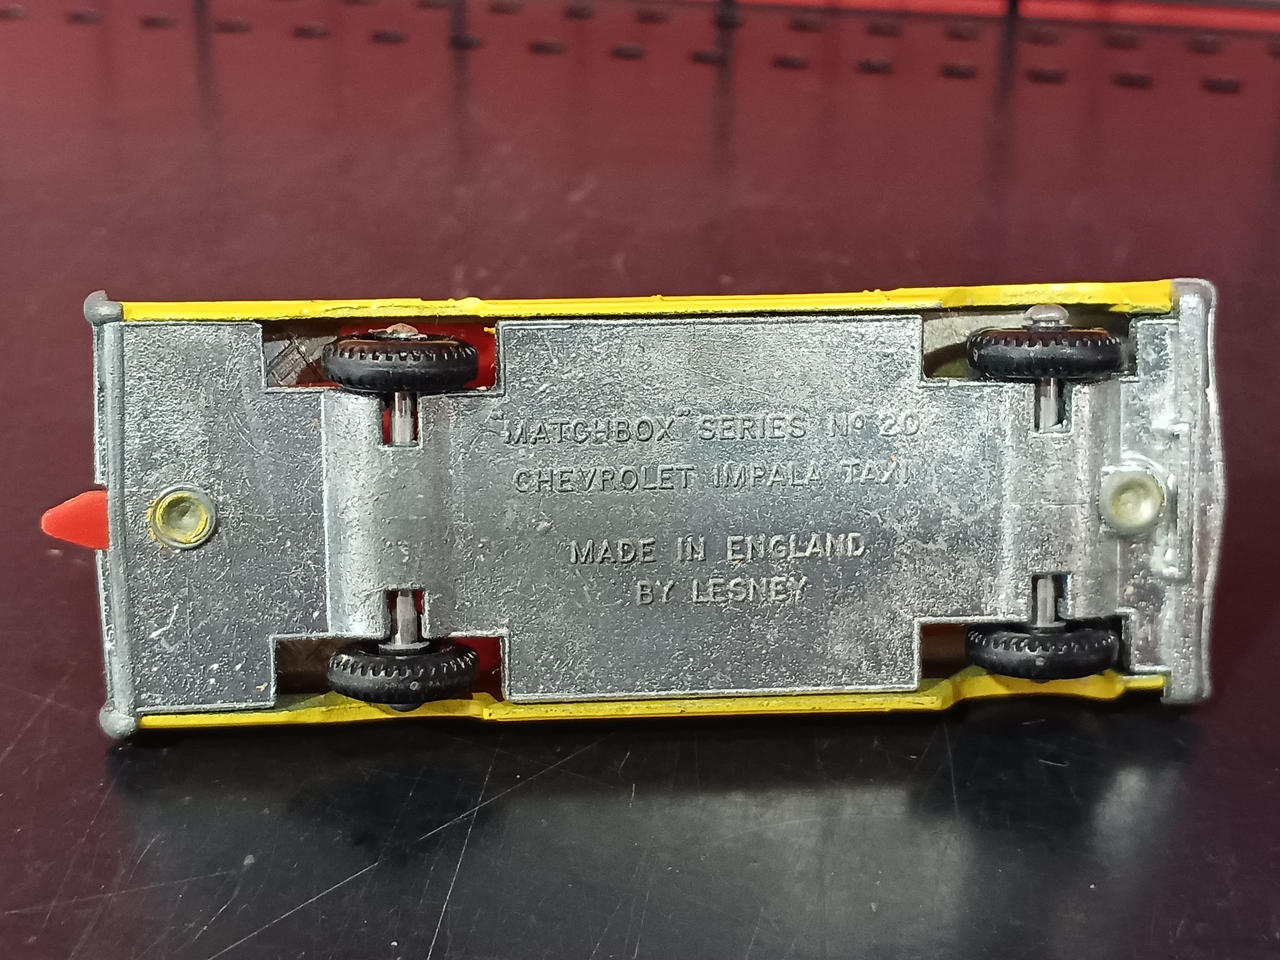 "MATCHBOX" SERIES Nº 20
CHEVROLET IMPALA TAXI
MADE IN ENGLAND
BY LESNEY